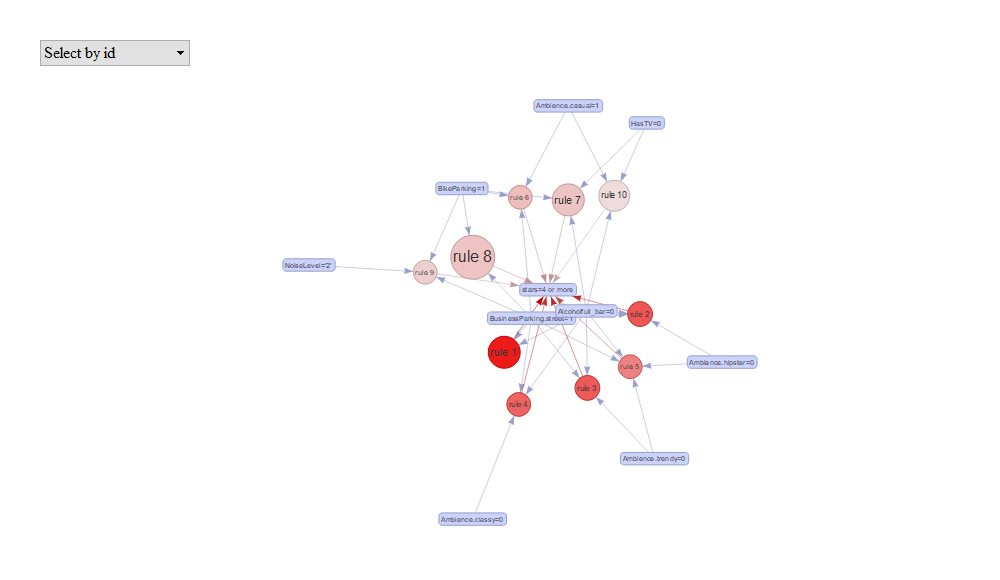 Select by id
Ambience.casual=1
HasTV=0
BikeParking=1
rule 6
rule 7
rule 10
rule 8
NoiseLevel='2'
rule 9
stars=4 or more
Alcoholfull_bar=0
BusinessParking.street=1
rule 2
rule 1
rule 5
Ambience.hipster=0
rule 3
rule 4
Ambience.trendy=0
Ambience.classy=0